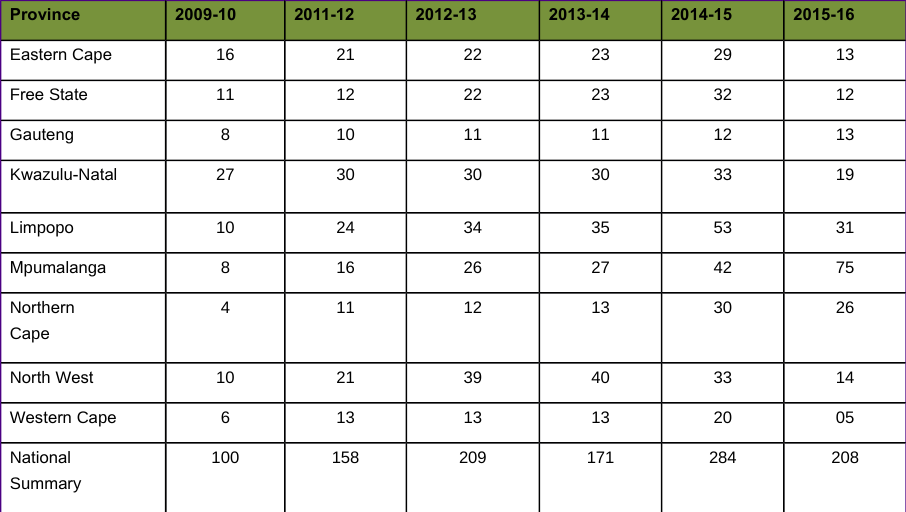 Province 2009-10 2011-12 2012-13 2013-14 2014-15 2015-16
Eastern Cape 16 21 22 23 29 13
Free State 11 12 22 23 32 12
Gauteng 8 10 11 11 12 13
Kwazulu-Natal 27 30 30 30 33 19
Limpopo 10 24 34 35 53 31
Mpumalanga 8 16 26 27 42 75
Northern 4 11 12 13 30 26
Cape
North West 10 21 39 40 33 14
Western Cape 6 13 13 13 20 05
National 100 158 209 171 284 208
Summary